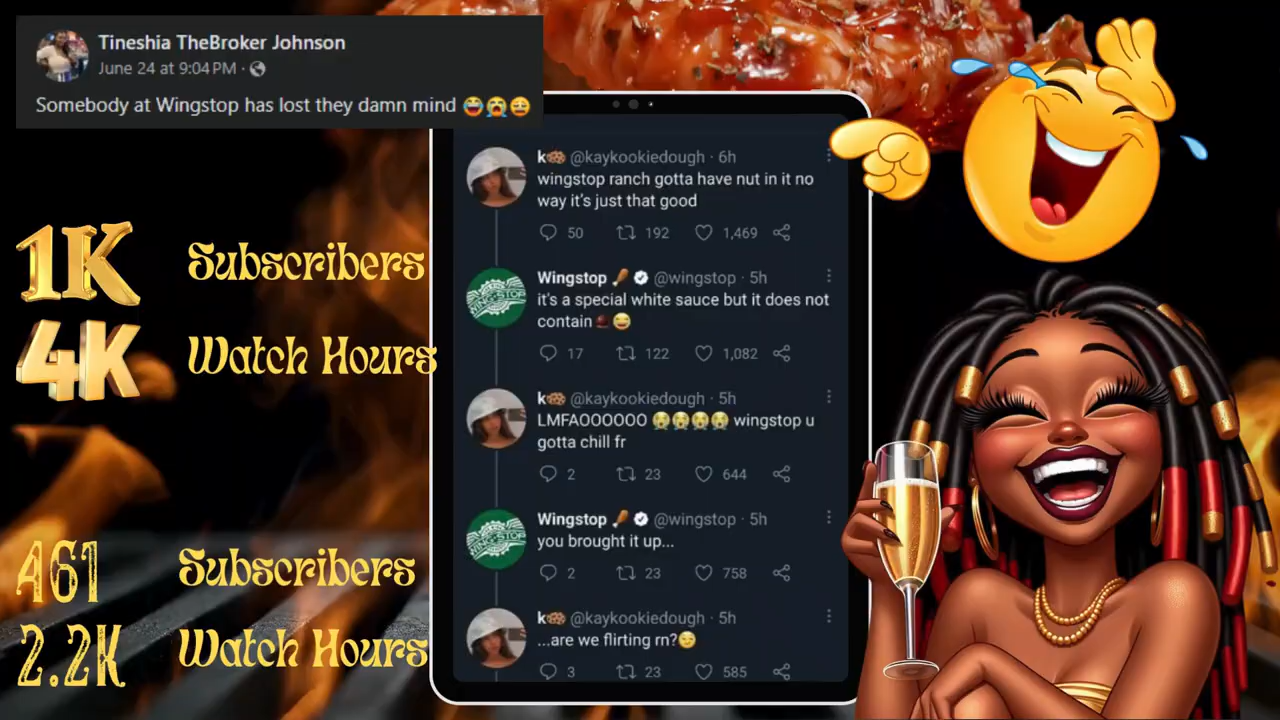 Tineshia TheBroker Johnson
June 24 at 9:04 PM ·
Somebody at Wingstop has lost they damn mind 😂😭😩
1K Subscribers
4K Watch Hours
461 Subscribers
2.2K Watch Hours
k🍪 @kaykookiedough · 6h
wingstop ranch gotta have nut in it no
way it's just that good
50 192 1,469
Wingstop 🍗 @wingstop · 5h
it's a special white sauce but it does not
contain🌰😅
17 122 1,082
k🍪 @kaykookiedough · 5h
LMFAOOOOOO 😭😭😭😭 wingstop u
gotta chill fr
2 23 644
Wingstop 🍗 @wingstop · 5h
you brought it up...
2 23 758
k🍪 @kaykookiedough · 5h
...are we flirting rn?😏
3 23 585
WINGSTOP
WINGSTOP